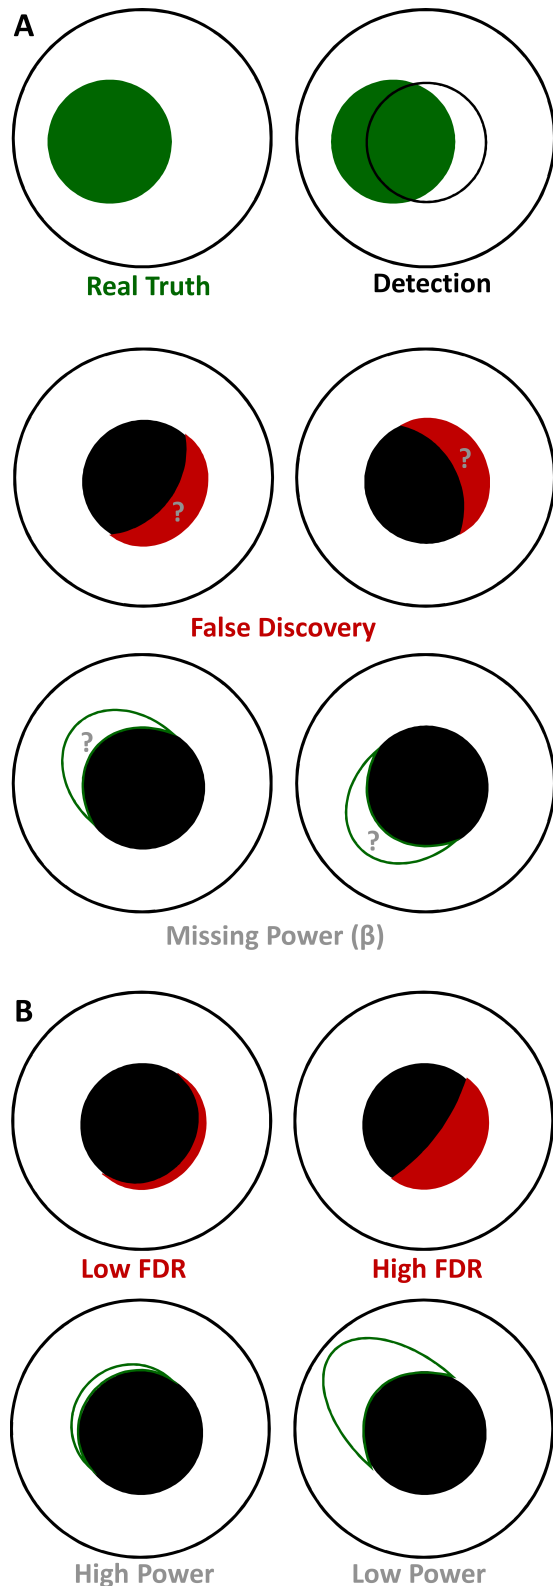 A
Real Truth
Detection
?
?
False Discovery
?
?
Missing Power (β)
B
Low FDR
High FDR
High Power
Low Power